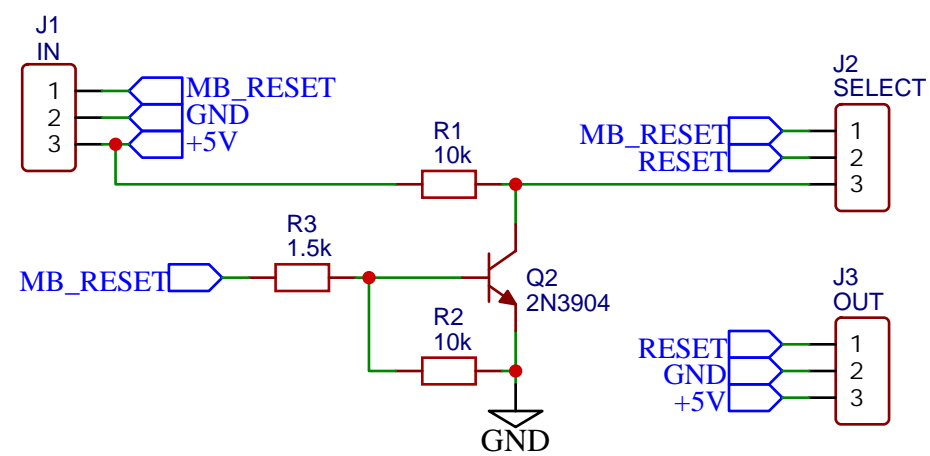 J1
IN
1
MB_RESET
2
GND
3
+5V
R1
10k
J2
SELECT
MB_RESET
1
RESET
2
3
R3
1.5k
MB_RESET
Q2
2N3904
R2
10k
GND
J3
OUT
RESET
1
GND
2
+5V
3